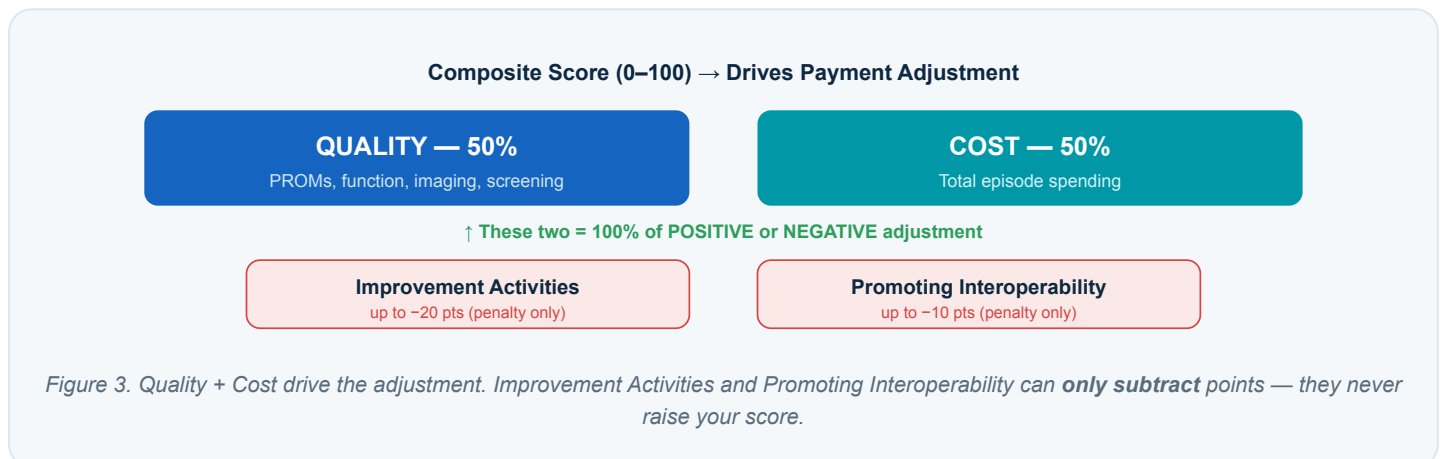 Composite Score (0–100) → Drives Payment Adjustment
QUALITY — 50%
PROMs, function, imaging, screening
COST — 50%
Total episode spending
↑ These two = 100% of POSITIVE or NEGATIVE adjustment
Improvement Activities
up to −20 pts (penalty only)
Promoting Interoperability
up to −10 pts (penalty only)
Figure 3. Quality + Cost drive the adjustment. Improvement Activities and Promoting Interoperability can only subtract points — they never
raise your score.